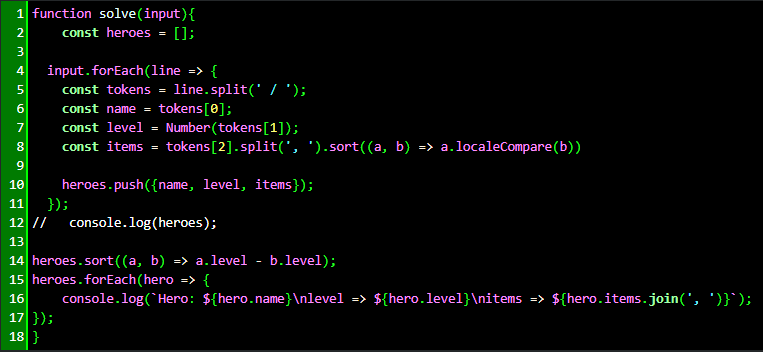 1 function solve(input){
2     const heroes = [];
3
4   input.forEach(line => {
5     const tokens = line.split(' / ');
6     const name = tokens[0];
7     const level = Number(tokens[1]);
8     const items = tokens[2].split(', ').sort((a, b) => a.localeCompare(b))
9
10     heroes.push({name, level, items});
11   });
12 //   console.log(heroes);
13
14 heroes.sort((a, b) => a.level - b.level);
15 heroes.forEach(hero => {
16     console.log(`Hero: ${hero.name}\nlevel => ${hero.level}\nitems => ${hero.items.join(', ')}`);
17 });
18 }